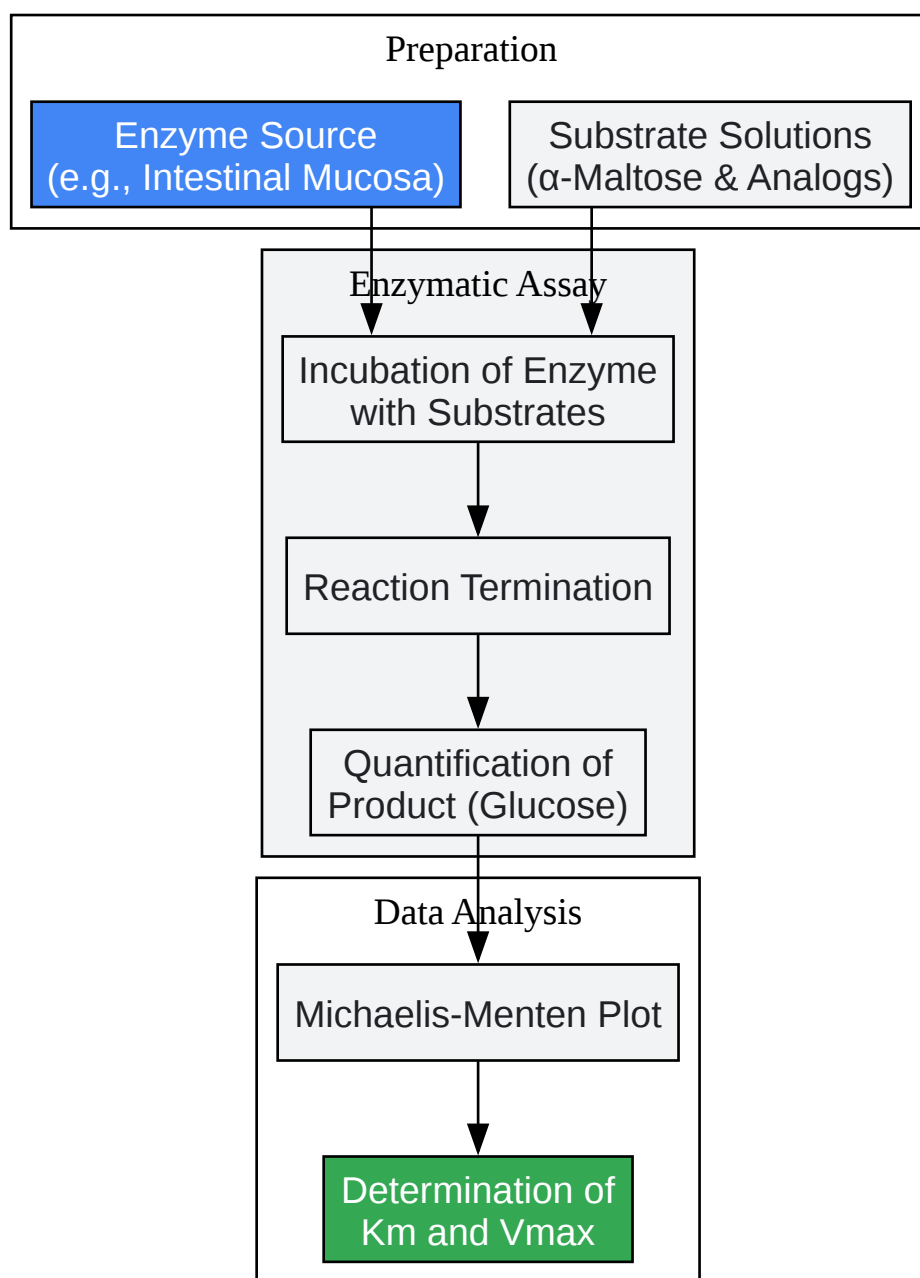 Preparation
Enzyme Source
(e.g., Intestinal Mucosa)
Substrate Solutions
(α-Maltose & Analogs)
Enzymatic Assay
Incubation of Enzyme
with Substrates
Reaction Termination
Quantification of
Product (Glucose)
Data Analysis
Michaelis-Menten Plot
Determination of
Km and Vmax